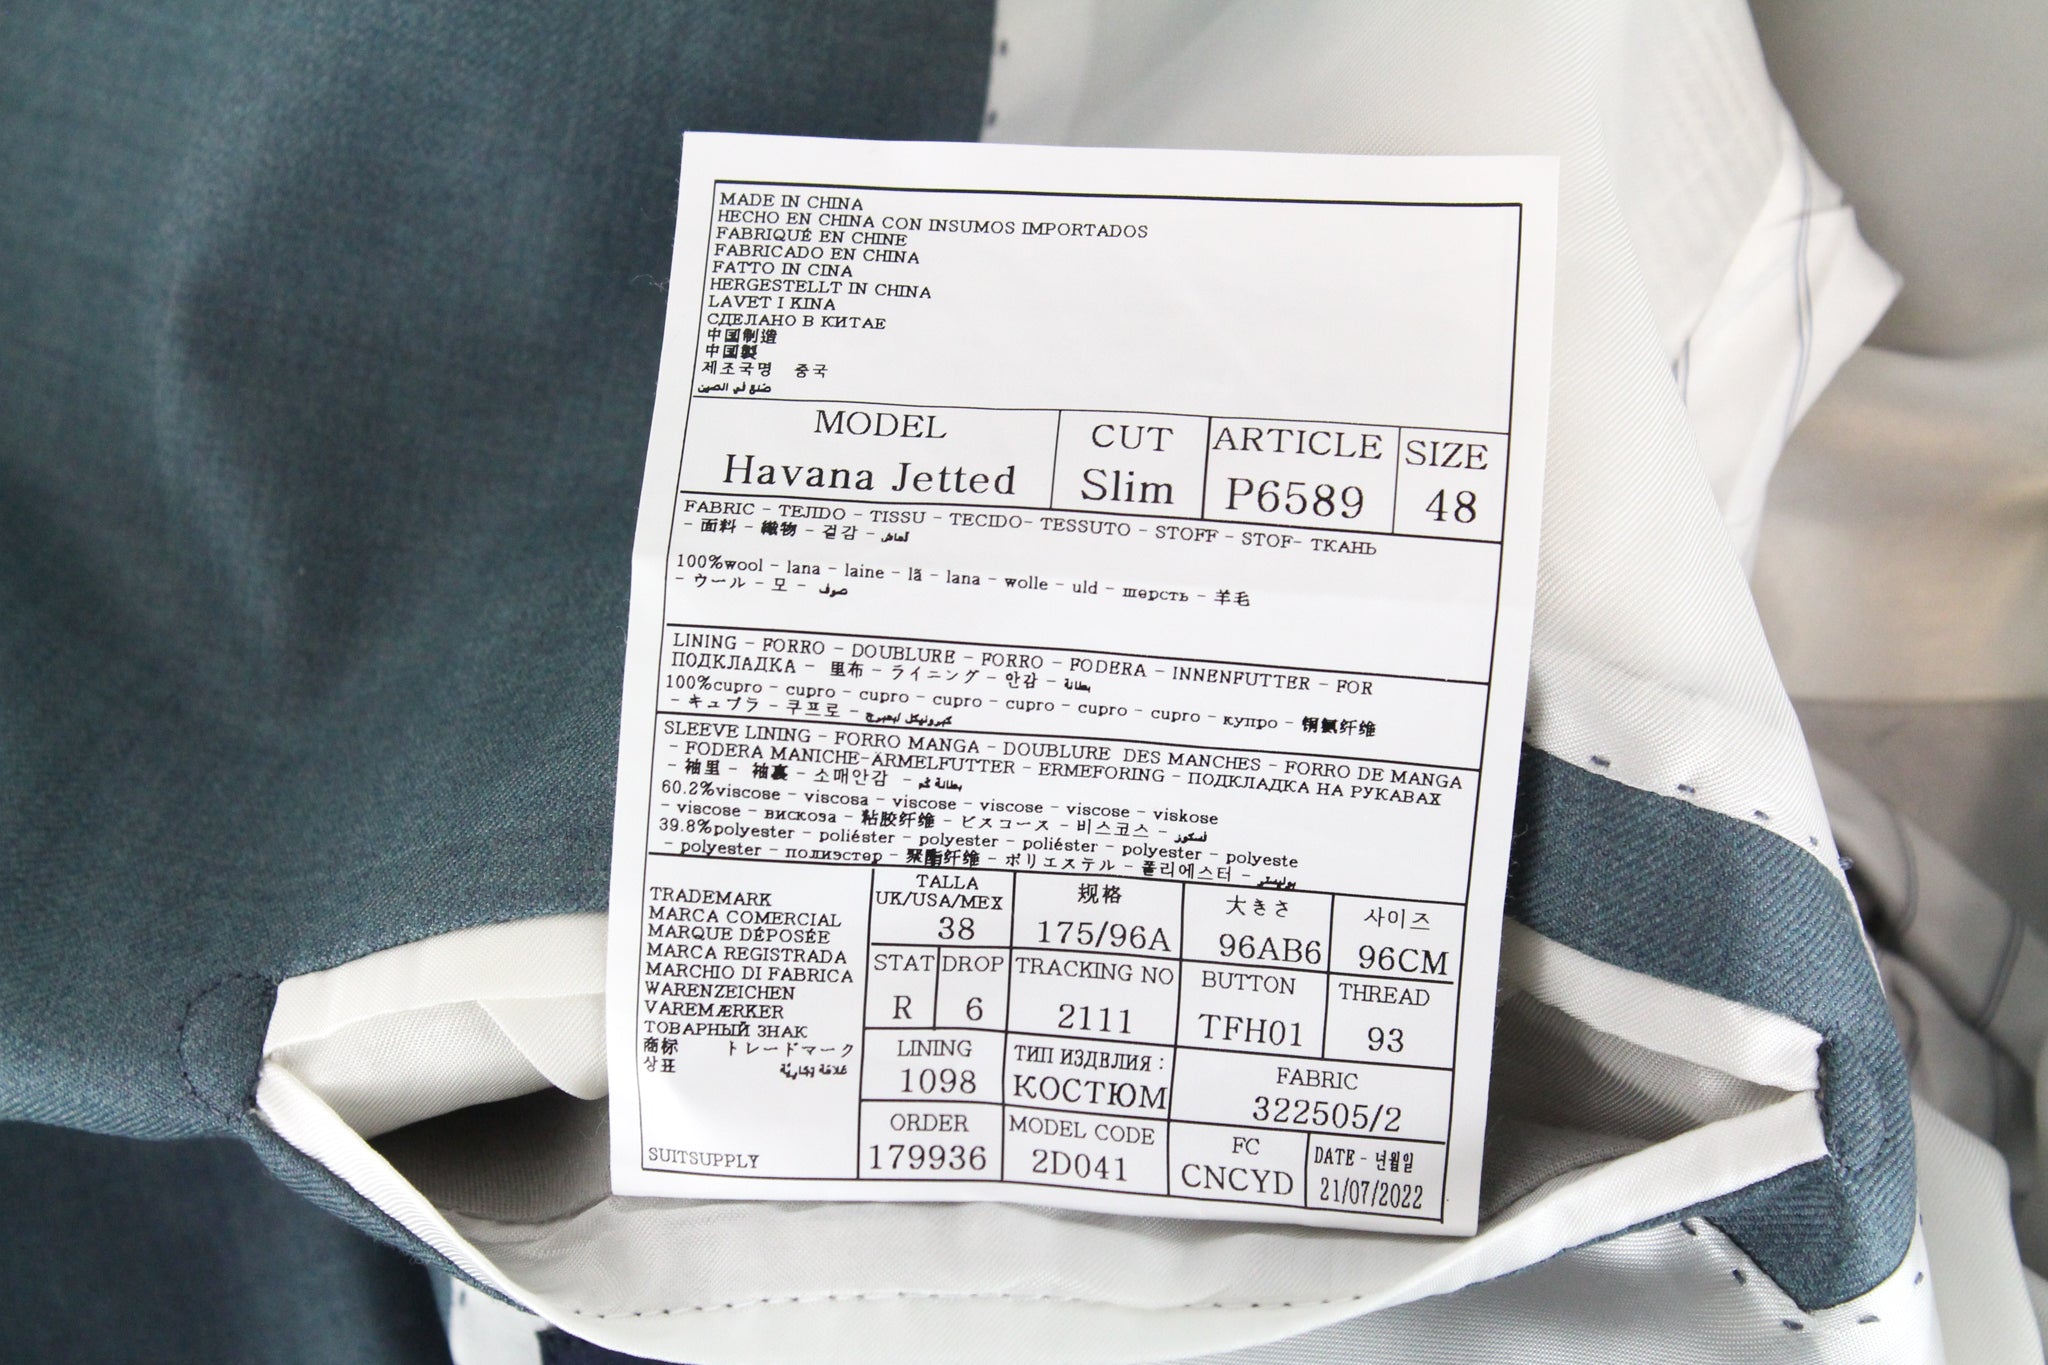 MADE IN CHINA
HECHO EN CHINA CON INSUMOS IMPORTADOS
FABRIQUÉ EN CHINE
FABRICADO EN CHINA
FATTO IN CINA
HERGESTELLT IN CHINA
LAVET I KINA
СДЕЛАНО В КИТАЕ
中国制造
中国製
제조국명 중국
صنع في الصين
MODEL
Havana Jetted
CUT
Slim
ARTICLE
P6589
SIZE
48
FABRIC - TEJIDO - TISSU - TECIDO- TESSUTO - STOFF - STOF- ТКАНЬ
- 面料 - 織物 - 겉감 - قماش
100%wool - lana - laine - lã - lana - wolle - uld - шерсть - 羊毛
- ウール - 모 - صوف
LINING - FORRO - DOUBLURE - FORRO - FODERA - INNENFUTTER - FOR
ПОДКЛАДКА - 里布 - ライニング - 안감 - بطانة
100%cupro - cupro - cupro - cupro - cupro - cupro - cupro - купро - 铜氨纤维
- キュプラ - 쿠프로 -
SLEEVE LINING - FORRO MANGA - DOUBLURE DES MANCHES - FORRO DE MANGA
- FODERA MANICHE-ÄRMELFUTTER - ERMEFORING - ПОДКЛАДКА НА РУКАВАХ
- 袖里 - 袖裏 - 소매안감 - بطانة كم
60.2%viscose - viscosa - viscose - viscose - viscose - viskose
- viscose - вискоза - 粘胶纤维 - ビスコース - 비스코스 - فسكوز
39.8%polyester - poliéster - polyester - poliéster - polyester - polyeste
- polyester - полиэстер - 聚酯纤维 - ポリエステル - 폴리에스터 - بوليستر
TRADEMARK
MARCA COMERCIAL
MARQUE DÉPOSÉE
MARCA REGISTRADA
MARCHIO DI FABRICA
WARENZEICHEN
VAREMÆRKER
ТОВАРНЫЙ ЗНАК
商标 トレードマーク
상표 علامة تجارية
SUITSUPPLY
TALLA
UK/USA/MEX
38
规格
175/96A
大きさ
96AB6
사이즈
96CM
STAT
R
DROP
6
TRACKING NO
2111
BUTTON
TFH01
THREAD
93
LINING
1098
ТИП ИЗДВЛИЯ :
КОСТЮМ
FABRIC
322505/2
ORDER
179936
MODEL CODE
2D041
FC
CNCYD
DATE - 년월일
21/07/2022